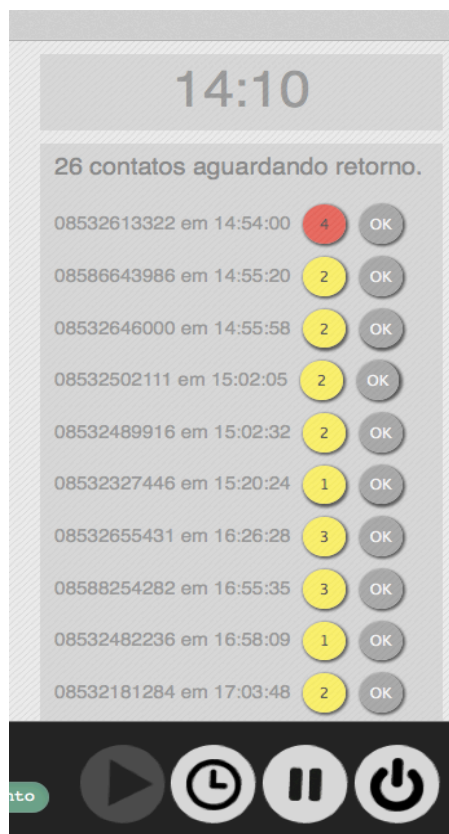 14:10
26 contatos aguardando retorno.
08532613322 em 14:54:00 4 OK
08586643986 em 14:55:20 2 OK
08532646000 em 14:55:58 2 OK
08532502111 em 15:02:05 2 OK
08532489916 em 15:02:32 2 OK
08532327446 em 15:20:24 1 OK
08532655431 em 16:26:28 3 OK
08588254282 em 16:55:35 3 OK
08532482236 em 16:58:09 1 OK
08532181284 em 17:03:48 2 OK